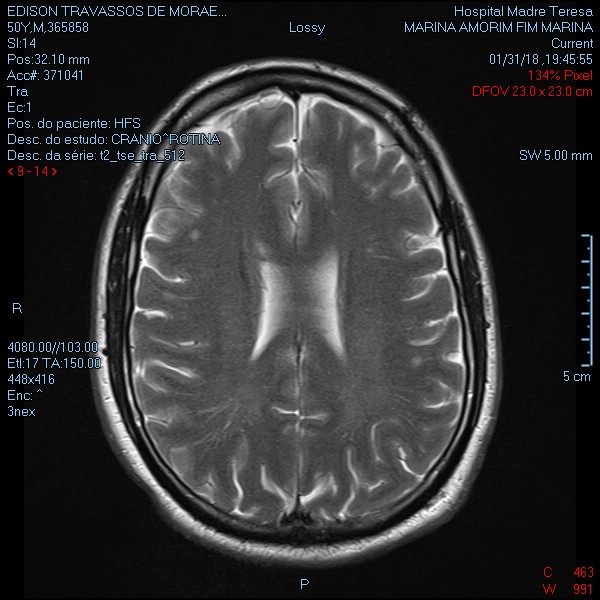 EDISON TRAVASSOS DE MORAE...
50Y,M,365858
Sl:14
Pos:32.10 mm
Acc#: 371041
Tra
Ec:1
Pos. do paciente: HFS
Desc. do estudo: CRANIO^ROTINA
Desc. da série: t2_tse_tra_512
< 9 - 14 >
Lossy
Hospital Madre Teresa
MARINA AMORIM FIM MARINA
Current
01/31/18 ,19:45:55
134% Pixel
DFOV 23.0 x 23.0 cm
SW 5.00 mm
R
4080.00//103.00
Etl:17 TA:150.00
448x416
Enc: ^
3nex
5 cm
P
C 463
W 991